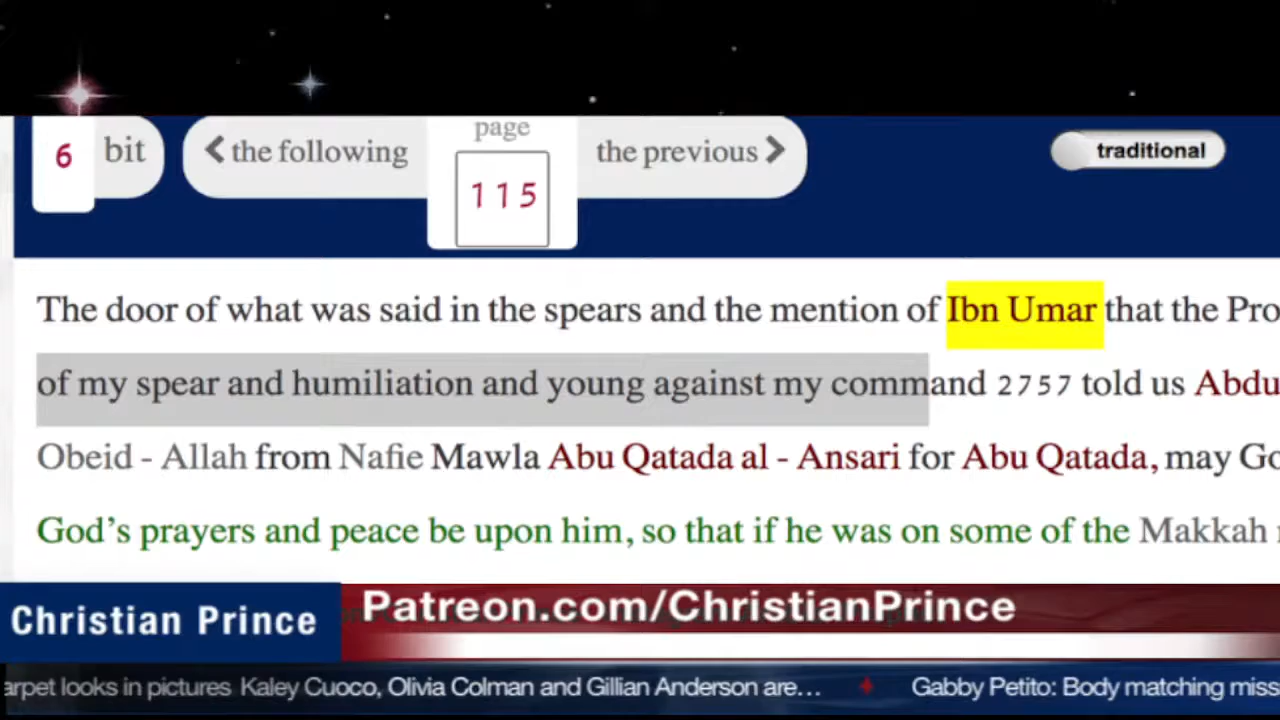 page
6 bit < the following 115 the previous > traditional
The door of what was said in the spears and the mention of Ibn Umar that the Pro
of my spear and humiliation and young against my command 2757 told us Abdu
Obeid - Allah from Nafie Mawla Abu Qatada al - Ansari for Abu Qatada, may Go
God's prayers and peace be upon him, so that if he was on some of the Makkah
Christian Prince Patreon.com/ChristianPrince
arpet looks in pictures Kaley Cuoco, Olivia Colman and Gillian Anderson are... Gabby Petito: Body matching miss